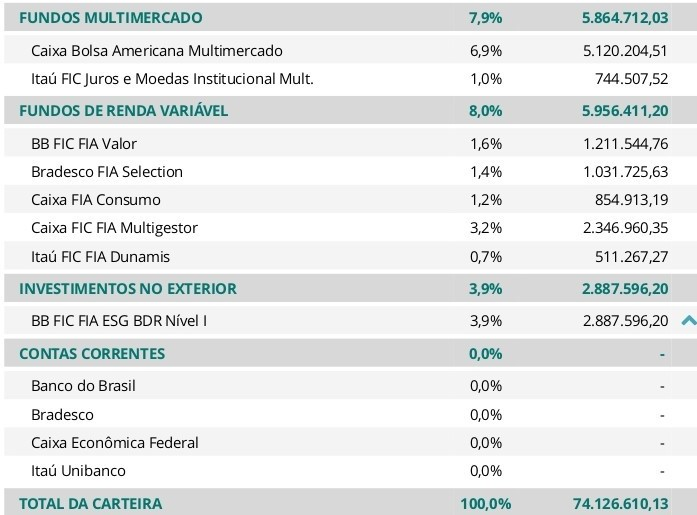 FUNDOS MULTIMERCADO 7,9% 5.864.712,03
Caixa Bolsa Americana Multimercado 6,9% 5.120.204,51
Itaú FIC Juros e Moedas Institucional Mult. 1,0% 744.507,52
FUNDOS DE RENDA VARIÁVEL 8,0% 5.956.411,20
BB FIC FIA Valor 1,6% 1.211.544,76
Bradesco FIA Selection 1,4% 1.031.725,63
Caixa FIA Consumo 1,2% 854.913,19
Caixa FIC FIA Multigestor 3,2% 2.346.960,35
Itaú FIC FIA Dunamis 0,7% 511.267,27
INVESTIMENTOS NO EXTERIOR 3,9% 2.887.596,20
BB FIC FIA ESG BDR Nível I 3,9% 2.887.596,20
CONTAS CORRENTES 0,0% -
Banco do Brasil 0,0% -
Bradesco 0,0% -
Caixa Econômica Federal 0,0% -
Itaú Unibanco 0,0% -
TOTAL DA CARTEIRA 100,0% 74.126.610,13